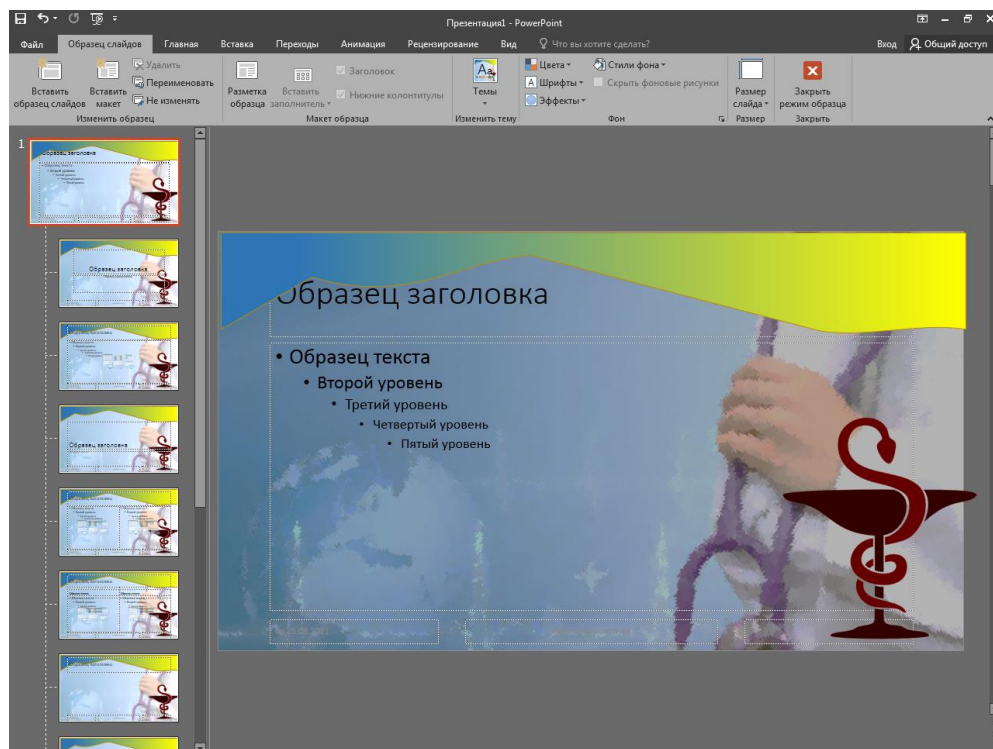 Презентация1 - PowerPoint
Файл Образец слайдов Главная Вставка Переходы Анимация Рецензирование Вид Что вы хотите сделать? Вход Общий доступ
Вставить образец слайдов
Вставить макет
Удалить
Переименовать
Не изменять
Изменить образец
Разметка образца
Вставить заполнитель
Заголовок
Нижние колонтитулы
Макет образца
Aa
Темы
Изменить тему
Цвета
Шрифты
Эффекты
Стили фона
Скрыть фоновые рисунки
Фон
Размер слайда
Размер
Закрыть режим образца
Закрыть
1
Образец заголовка
Образец заголовка
Образец заголовка
Образец заголовка
• Образец текста
• Второй уровень
• Третий уровень
• Четвертый уровень
• Пятый уровень